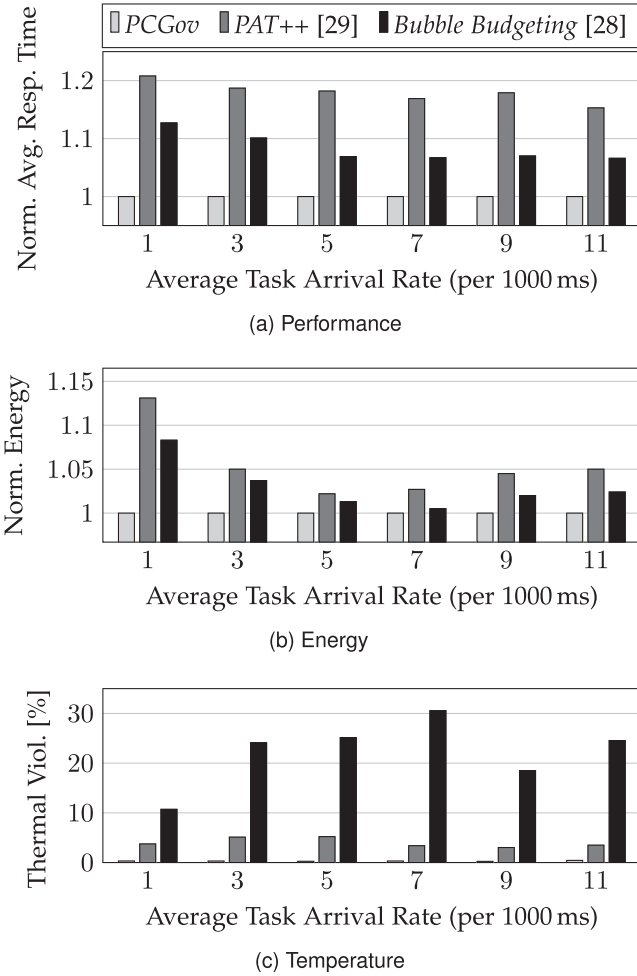 PCGov PAT++ [29] Bubble Budgeting [28]
Norm. Avg. Resp. Time
1.2
1.1
1
1 3 5 7 9 11
Average Task Arrival Rate (per 1000 ms)
(a) Performance
Norm. Energy
1.15
1.1
1.05
1
1 3 5 7 9 11
Average Task Arrival Rate (per 1000 ms)
(b) Energy
Thermal Viol. [%]
30
20
10
0
1 3 5 7 9 11
Average Task Arrival Rate (per 1000 ms)
(c) Temperature